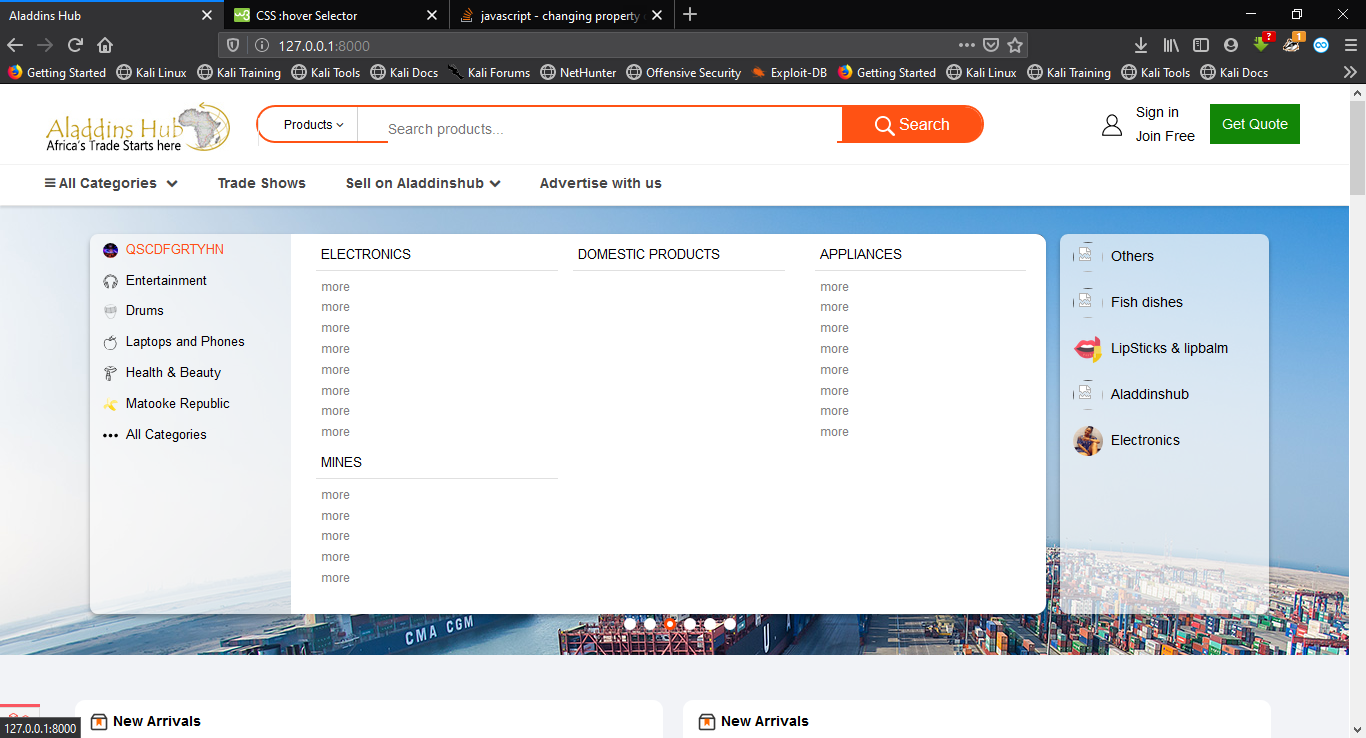 Aladdins Hub
CSS :hover Selector
javascript - changing property
127.0.0.1:8000
Getting Started Kali Linux Kali Training Kali Tools Kali Docs Kali Forums NetHunter Offensive Security Exploit-DB Getting Started Kali Linux Kali Training Kali Tools Kali Docs
Aladdins Hub
Africa's Trade Starts here
Products
Search products...
Search
Sign in
Join Free
Get Quote
All Categories Trade Shows Sell on Aladdinshub Advertise with us
QSCDFGRTYHN
Entertainment
Drums
Laptops and Phones
Health & Beauty
Matooke Republic
All Categories
ELECTRONICS
more
more
more
more
more
more
more
more
DOMESTIC PRODUCTS
APPLIANCES
more
more
more
more
more
more
more
more
MINES
more
more
more
more
more
Others
Fish dishes
LipSticks & lipbalm
Aladdinshub
Electronics
CMA CGM
New Arrivals
New Arrivals
127.0.0.1:8000